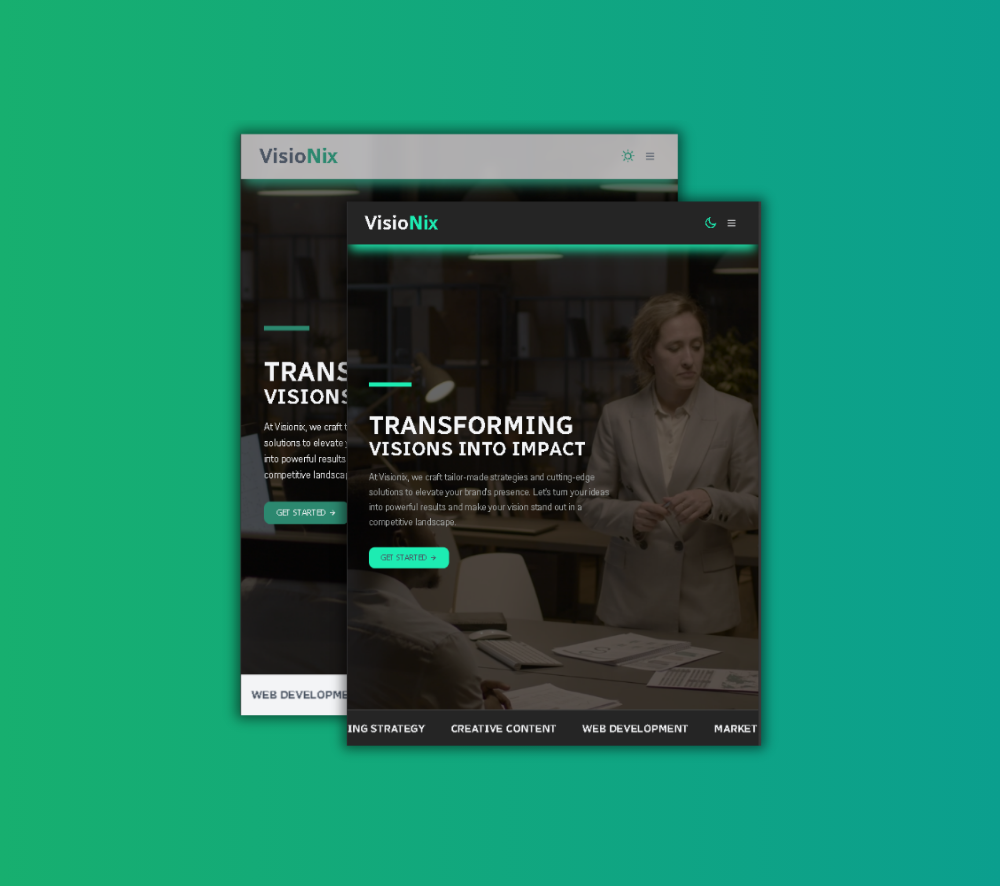 VisioNix
TRANS
VISIONS
At Visionix, we craft t
solutions to elevate y
into powerful results
competitive landscap
GET STARTED →
WEB DEVELOPME
VisioNix
TRANSFORMING
VISIONS INTO IMPACT
At Visionix, we craft tailor-made strategies and cutting-edge
solutions to elevate your brand's presence. Let's turn your ideas
into powerful results and make your vision stand out in a
competitive landscape.
GET STARTED →
ING STRATEGY CREATIVE CONTENT WEB DEVELOPMENT MARKET